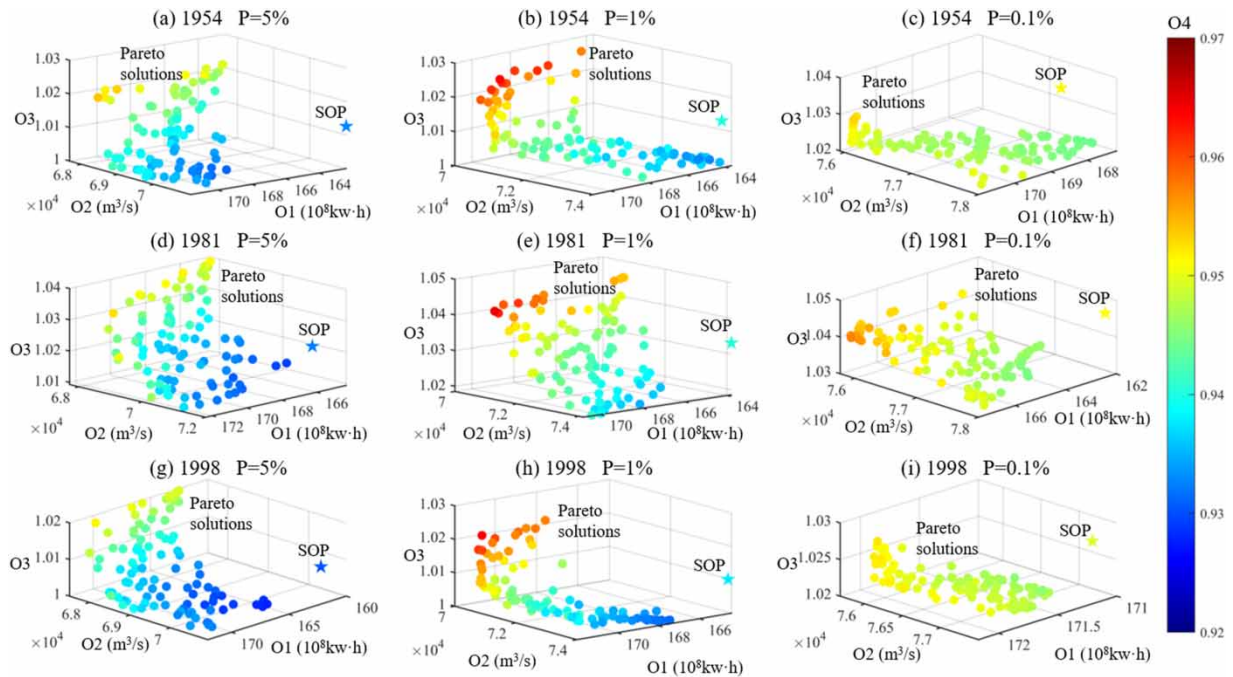 (a) 1954 P=5%
(b) 1954 P=1%
(c) 1954 P=0.1%
O4
1.03
1.02
1.01
1
O3
Pareto
solutions
SOP
6.8
6.9
7
×10⁴
O2 (m³/s)
170
168
166
164
O1 (10⁸kw·h)
1.03
1.02
1.01
1
Pareto
solutions
SOP
7
7.2
7.4
×10⁴
O2 (m³/s)
170
168
166
164
O1 (10⁸kw·h)
1.04
1.03
1.02
O3
Pareto
solutions
SOP
7.6
7.7
7.8
×10⁴
O2 (m³/s)
170
169
168
O1 (10⁸kw·h)
(d) 1981 P=5%
(e) 1981 P=1%
(f) 1981 P=0.1%
1.04
1.03
1.02
1.01
O3
Pareto
solutions
SOP
6.8
7
7.2
×10⁴
O2 (m³/s)
172
170
168
166
O1 (10⁸kw·h)
1.05
1.04
1.03
1.02
O3
Pareto
solutions
SOP
7
7.2
7.4
×10⁴
O2 (m³/s)
170
168
166
164
O1 (10⁸kw·h)
1.05
1.04
1.03
O3
Pareto
solutions
SOP
7.6
7.7
7.8
×10⁴
O2 (m³/s)
166
164
162
O1 (10⁸kw·h)
(g) 1998 P=5%
(h) 1998 P=1%
(i) 1998 P=0.1%
1.02
1.01
1
O3
Pareto
solutions
SOP
6.8
6.9
7
×10⁴
O2 (m³/s)
170
165
160
O1 (10⁸kw·h)
1.03
1.02
1.01
1
O3
Pareto
solutions
SOP
7
7.2
7.4
×10⁴
O2 (m³/s)
170
168
166
O1 (10⁸kw·h)
1.03
1.025
1.02
O3
Pareto
solutions
SOP
7.6
7.65
7.7
×10⁴
O2 (m³/s)
172
171.5
171
O1 (10⁸kw·h)
0.97
0.96
0.95
0.94
0.93
0.92